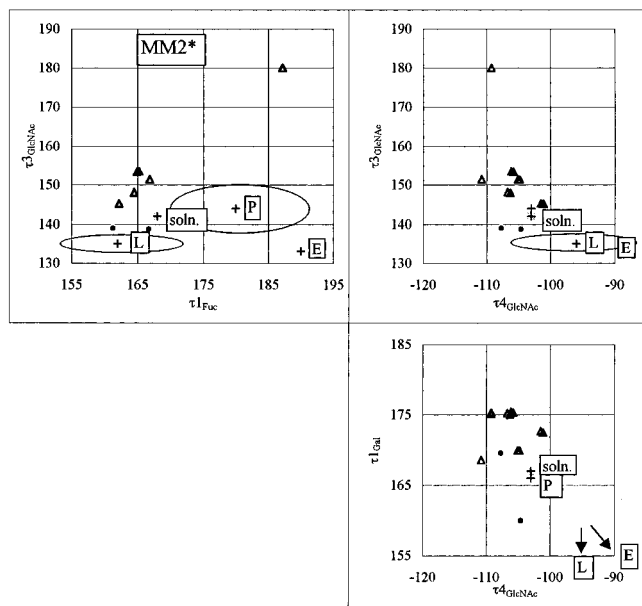 MM2*
190
180
170
160
150
140
130
τ3GlcNAc
155 165 175 185 195
τ1Fuc
soln.
P
L
E
190
180
170
160
150
140
130
τ3GlcNAc
-120 -110 -100 -90
τ4GlcNAc
soln.
L
E
185
175
165
155
τ1Gal
-120 -110 -100 -90
τ4GlcNAc
soln.
P
L
E